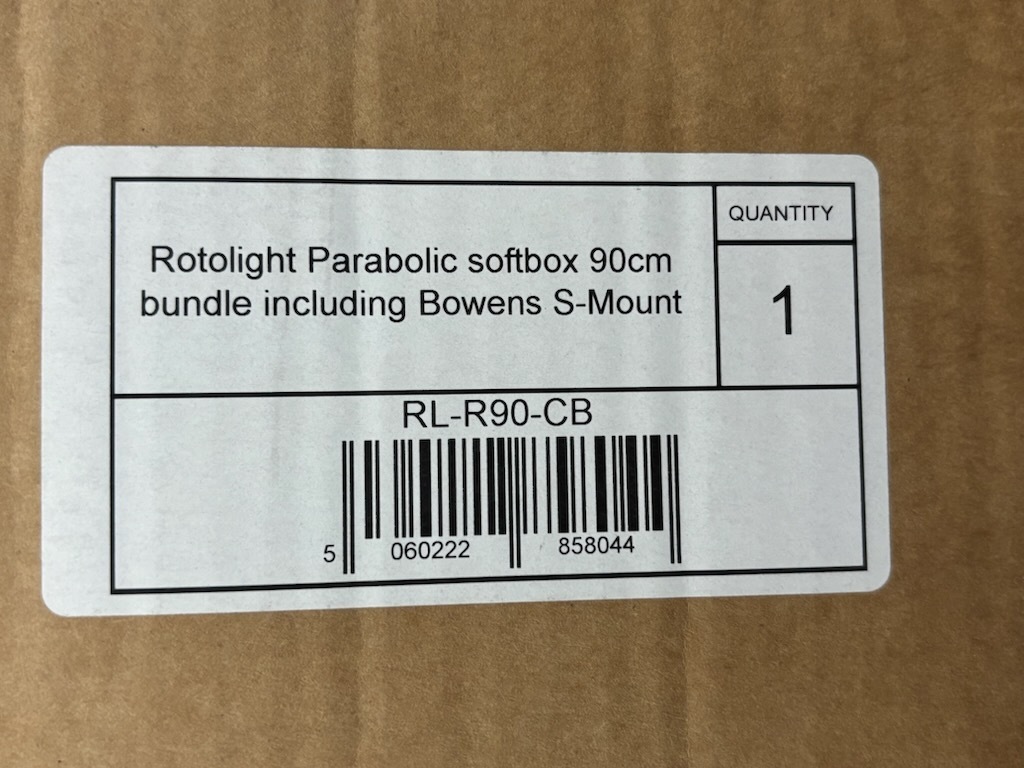 Rotolight Parabolic softbox 90cm
bundle including Bowens S-Mount
QUANTITY
1
RL-R90-CB
5 060222 858044